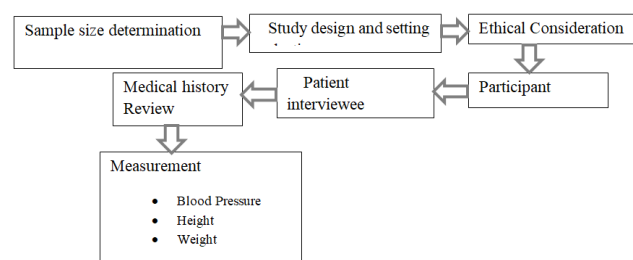 Sample size determination
Study design and setting
Ethical Consideration
Participant
Patient
interviewee
Medical history
Review
Measurement
• Blood Pressure
• Height
• Weight